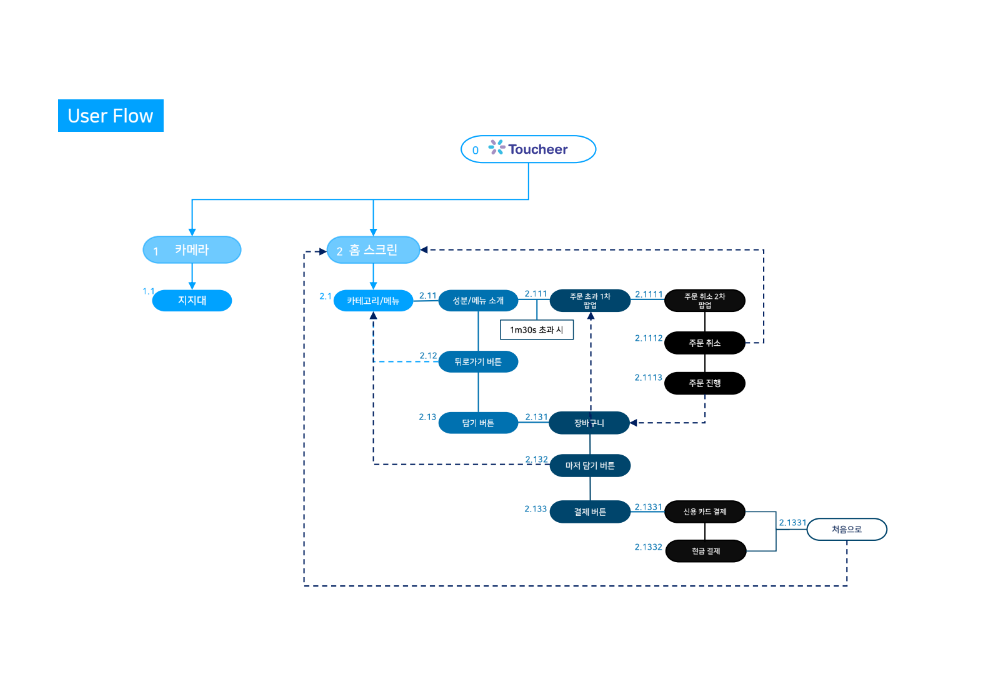 User Flow
0 Toucheer
1 카메라
2 홈 스크린
1.1 지지대
2.1 카테고리/메뉴
2.11 성분/메뉴 소개
2.111 주문 초과 1차
팝업
2.1111 주문 취소 2차
팝업
1m30s 초과 시
2.1112 주문 취소
2.12 뒤로가기 버튼
2.1113 주문 진행
2.13 담기 버튼
2.131 장바구니
2.132 마저 담기 버튼
2.133 결제 버튼
2.1331 신용 카드 결제
2.1331 처음으로
2.1332 현금 결제